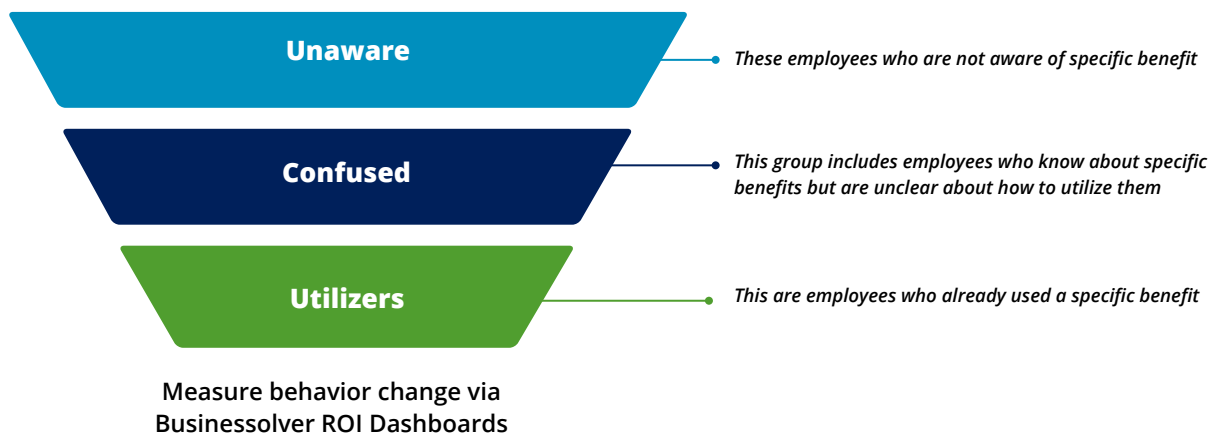 Unaware
These employees who are not aware of specific benefit
Confused
This group includes employees who know about specific
benefits but are unclear about how to utilize them
Utilizers
This are employees who already used a specific benefit
Measure behavior change via
Businessolver ROI Dashboards